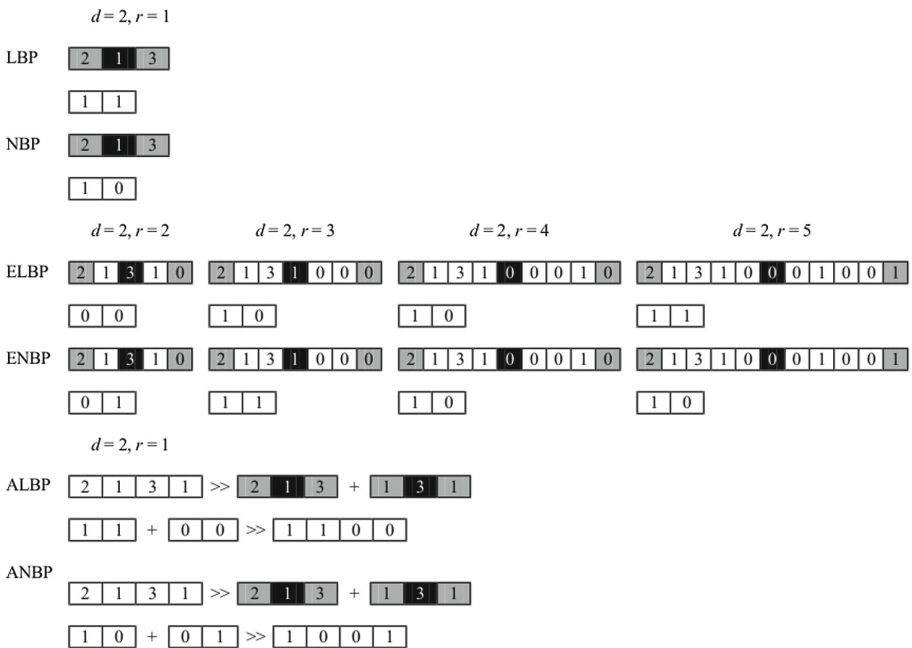 d = 2, r = 1
LBP 2 1 3
1 1
NBP 2 1 3
1 0
d = 2, r = 2 d = 2, r = 3 d = 2, r = 4 d = 2, r = 5
ELBP 2 1 3 1 0 2 1 3 1 0 0 0 2 1 3 1 0 0 0 1 0 2 1 3 1 0 0 0 1 0 0 1
0 0 1 0 1 0 1 1
ENBP 2 1 3 1 0 2 1 3 1 0 0 0 2 1 3 1 0 0 0 1 0 2 1 3 1 0 0 0 1 0 0 1
0 1 1 1 1 0 1 0
d = 2, r = 1
ALBP 2 1 3 1 >> 2 1 3 + 1 3 1
1 1 + 0 0 >> 1 1 0 0
ANBP
2 1 3 1 >> 2 1 3 + 1 3 1
1 0 + 0 1 >> 1 0 0 1